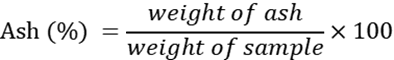 Ash (%) = weight of ash / weight of sample × 100